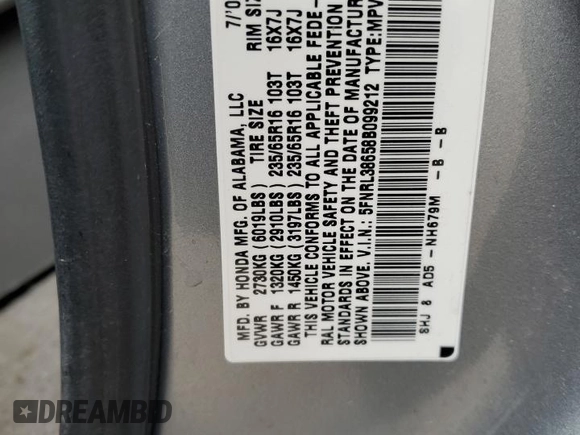 MFD. BY HONDA MFG. OF ALABAMA, LLC 7/'0
GVWR 2730KG (6019LBS) TIRE SIZE RIM SIZ
GAWR F 1320KG (2910LBS) 235/65R16 103T 16X7J
GAWR R 1450KG (3197LBS) 235/65R16 103T 16X7J
THIS VEHICLE CONFORMS TO ALL APPLICABLE FEDE-
RAL MOTOR VEHICLE SAFETY AND THEFT PREVENTION
STANDARDS IN EFFECT ON THE DATE OF MANUFACTUR
SHOWN ABOVE. V.I.N.: 5FNRL38658B099212 TYPE:MPV
8HJ 8 AD5 - NH679M - B - B
DREAMBID